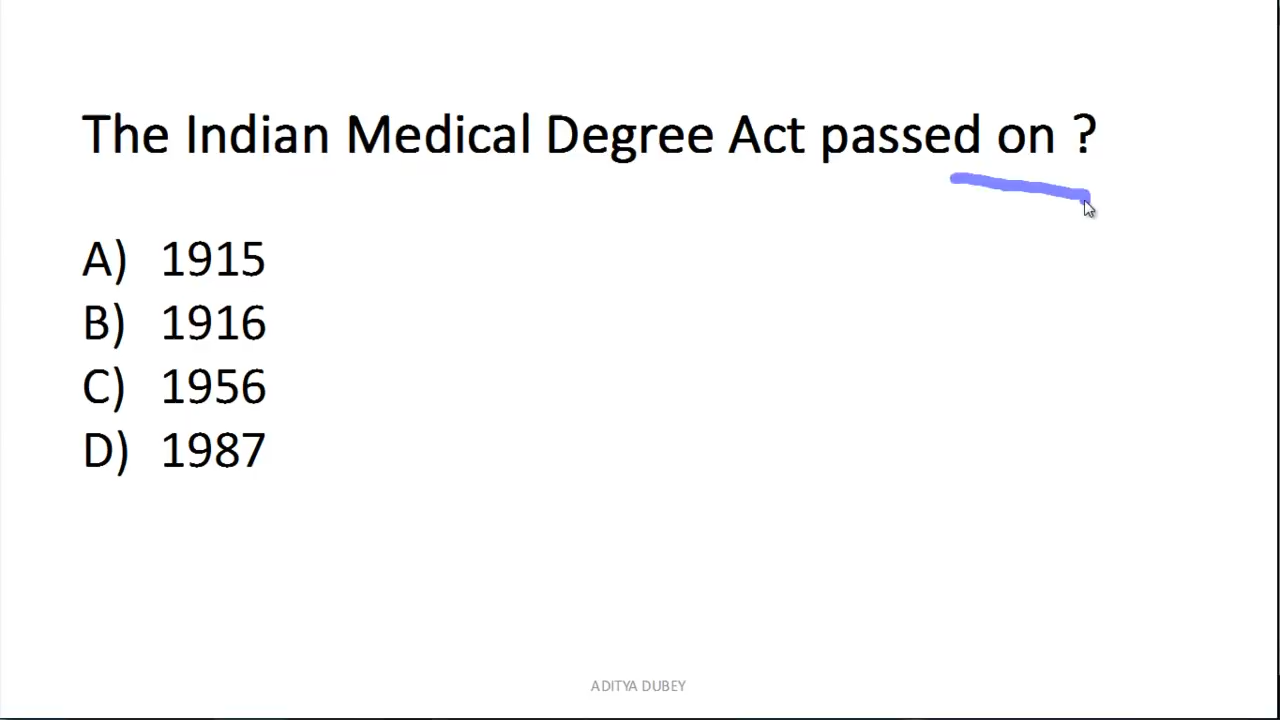 The Indian Medical Degree Act passed on ?
A) 1915
B) 1916
C) 1956
D) 1987
ADITYA DUBEY